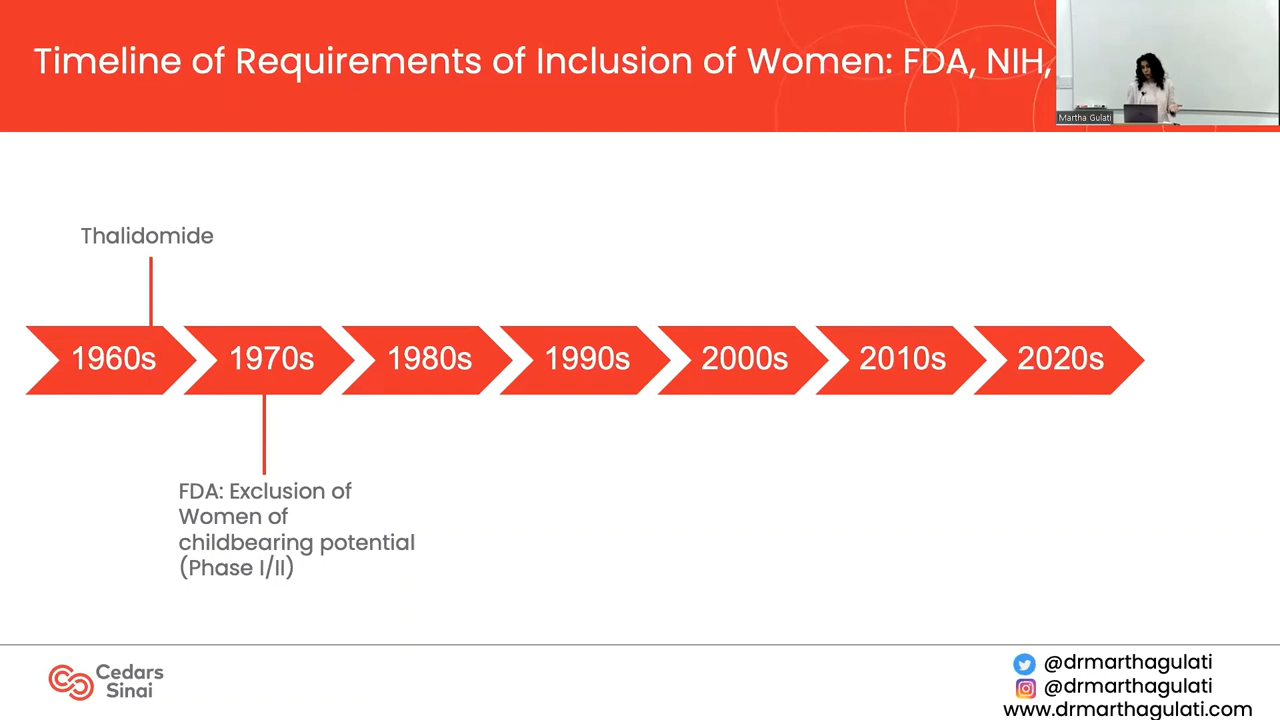 Timeline of Requirements of Inclusion of Women: FDA, NIH,
Martha Gulati
Thalidomide
1960s
1970s
1980s
1990s
2000s
2010s
2020s
FDA: Exclusion of
Women of
childbearing potential
(Phase I/II)
Cedars
Sinai
@drmarthagulati
@drmarthagulati
www.drmarthagulati.com